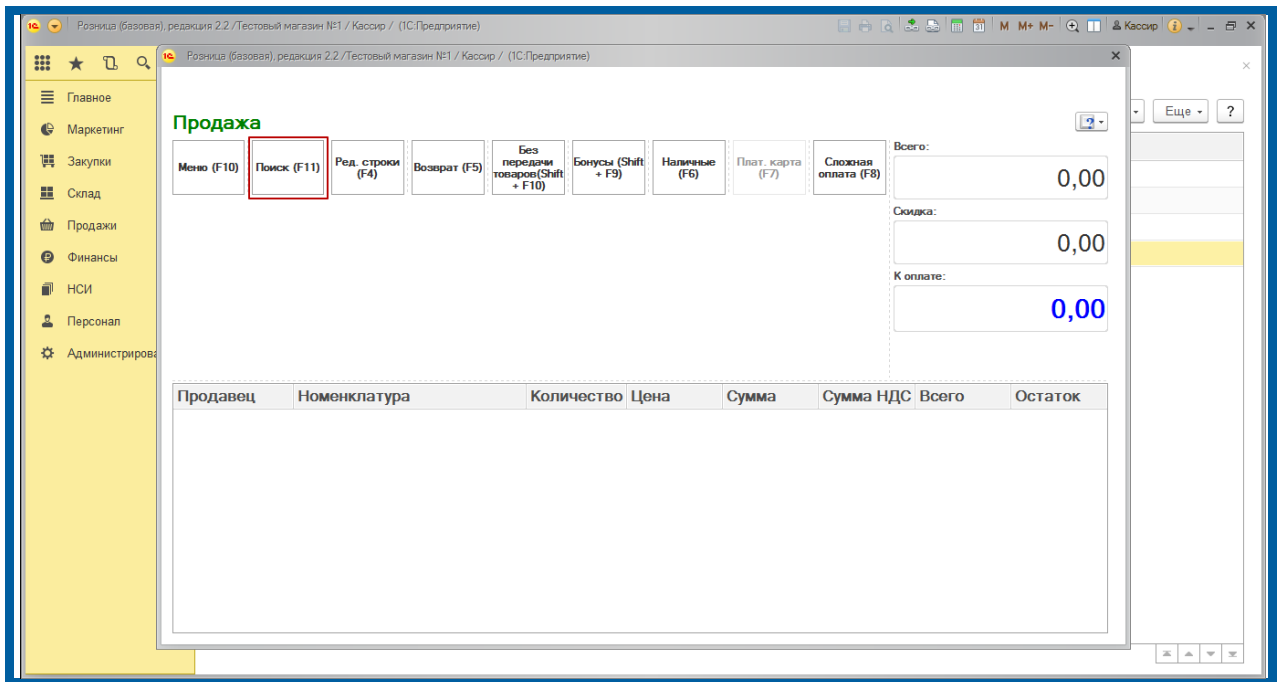 Розница (базовая), редакция 2.2 /Тестовый магазин №1 / Кассир / (1С:Предприятие)
M M+ M-
Кассир
Розница (базовая), редакция 2.2 /Тестовый магазин №1 / Кассир / (1С:Предприятие)
Главное
Маркетинг
Закупки
Склад
Продажи
Финансы
НСИ
Персонал
Администрирова
Еще
?
Продажа
Меню (F10)
Поиск (F11)
Ред. строки
(F4)
Возврат (F5)
Без
передачи
товаров(Shift
+ F10)
Бонусы (Shift
+ F9)
Наличные
(F6)
Плат. карта
(F7)
Сложная
оплата (F8)
Всего:
0,00
Скидка:
0,00
К оплате:
0,00
Продавец Номенклатура Количество Цена Сумма Сумма НДС Всего Остаток